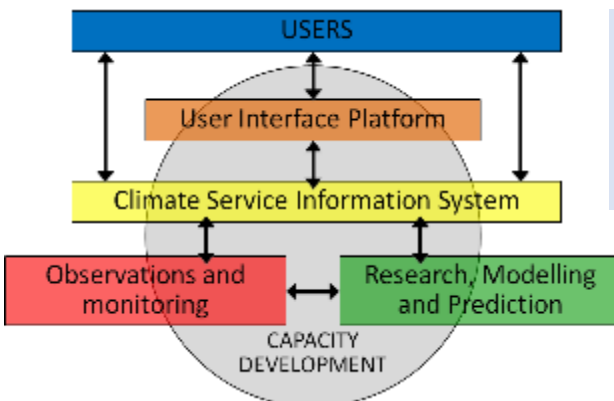 USERS
User Interface Platform
Climate Service Information System
Observations and
monitoring
Research, Modelling
and Prediction
CAPACITY
DEVELOPMENT